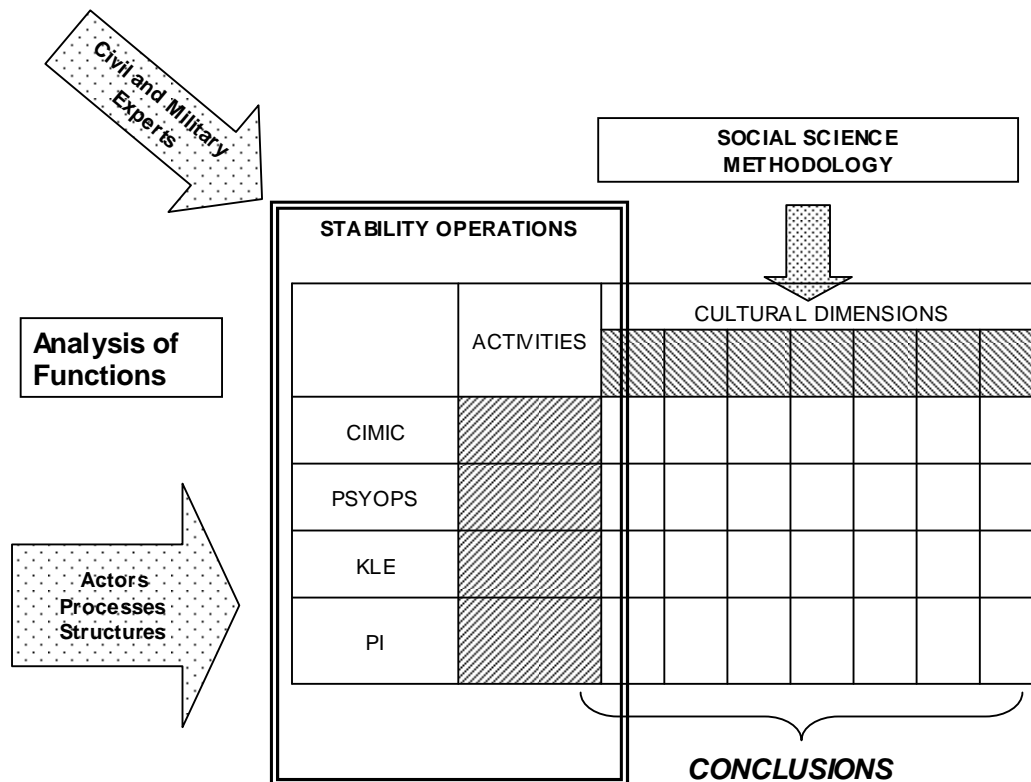 Civil and Military
Experts
SOCIAL SCIENCE
METHODOLOGY
STABILITY OPERATIONS
ACTIVITIES
CULTURAL DIMENSIONS
Analysis of
Functions
CIMIC
PSYOPS
KLE
PI
Actors
Processes
Structures
CONCLUSIONS